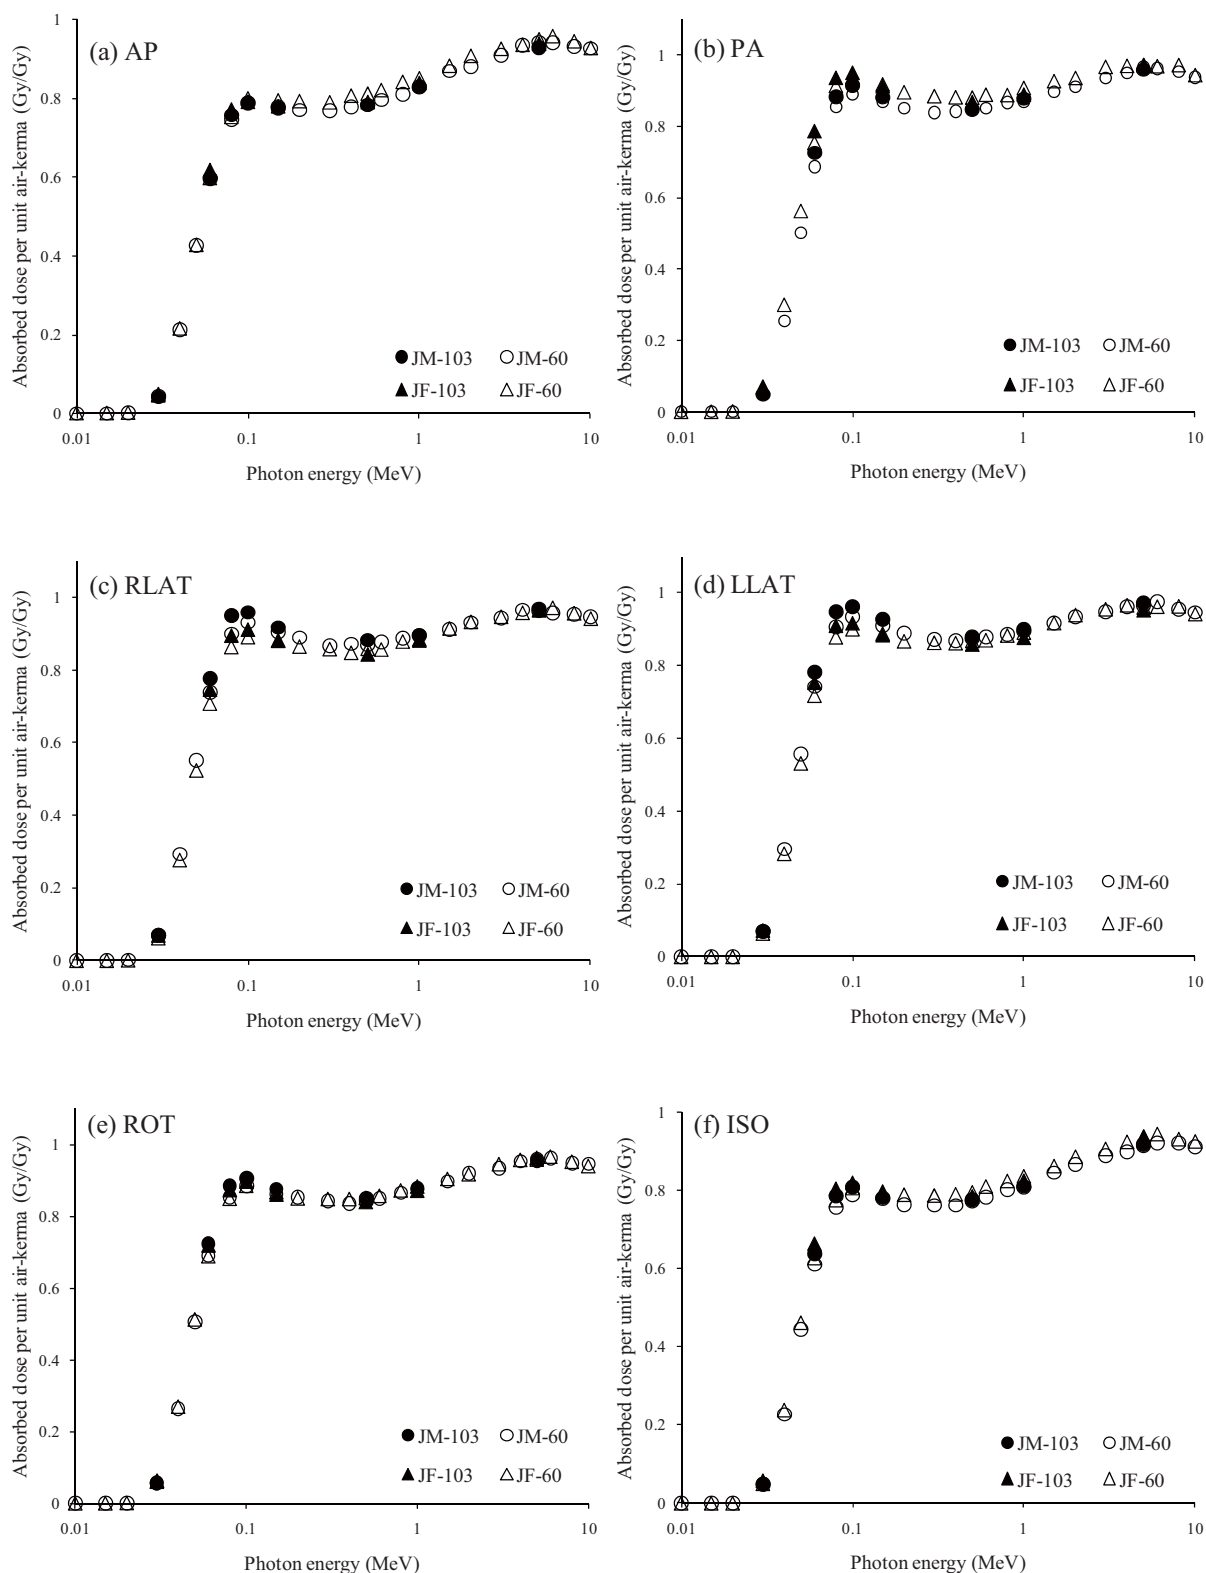 (a) AP
Absorbed dose per unit air-kerma (Gy/Gy)
1
0.8
0.6
0.4
0.2
0
0.01 0.1 1 10
Photon energy (MeV)
JM-103 JM-60
JF-103 JF-60
(b) PA
Absorbed dose per unit air-kerma (Gy/Gy)
1
0.8
0.6
0.4
0.2
0
0.01 0.1 1 10
Photon energy (MeV)
JM-103 JM-60
JF-103 JF-60
(c) RLAT
Absorbed dose per unit air-kerma (Gy/Gy)
1
0.8
0.6
0.4
0.2
0
0.01 0.1 1 10
Photon energy (MeV)
JM-103 JM-60
JF-103 JF-60
(d) LLAT
Absorbed dose per unit air-kerma (Gy/Gy)
1
0.8
0.6
0.4
0.2
0
0.01 0.1 1 10
Photon energy (MeV)
JM-103 JM-60
JF-103 JF-60
(e) ROT
Absorbed dose per unit air-kerma (Gy/Gy)
1
0.8
0.6
0.4
0.2
0
0.01 0.1 1 10
Photon energy (MeV)
JM-103 JM-60
JF-103 JF-60
(f) ISO
Absorbed dose per unit air-kerma (Gy/Gy)
1
0.8
0.6
0.4
0.2
0
0.01 0.1 1 10
Photon energy (MeV)
JM-103 JM-60
JF-103 JF-60